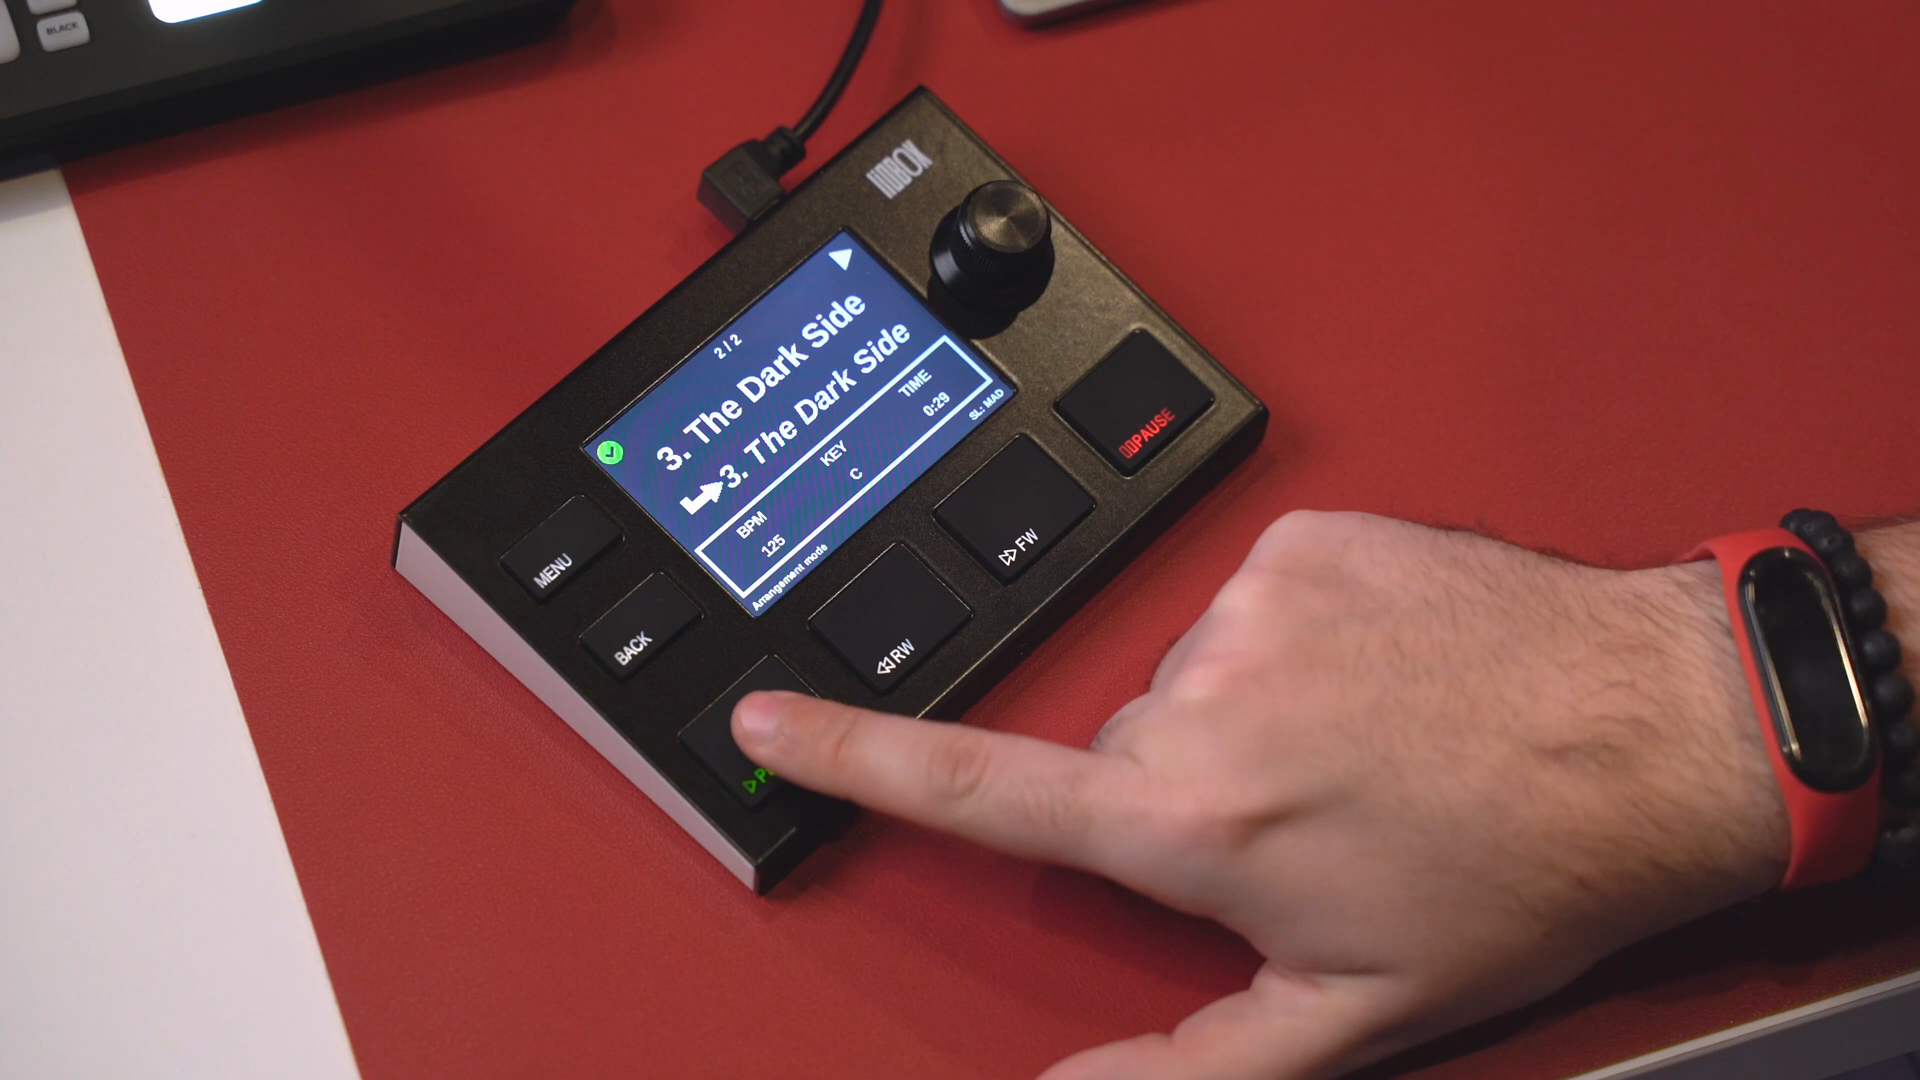 BLACK
2/2
3. The Dark Side
3. The Dark Side
BPM KEY TIME
125 C 0:29
Arrangement mode SL: MAD
MENU
BACK
RW
FW
PAUSE